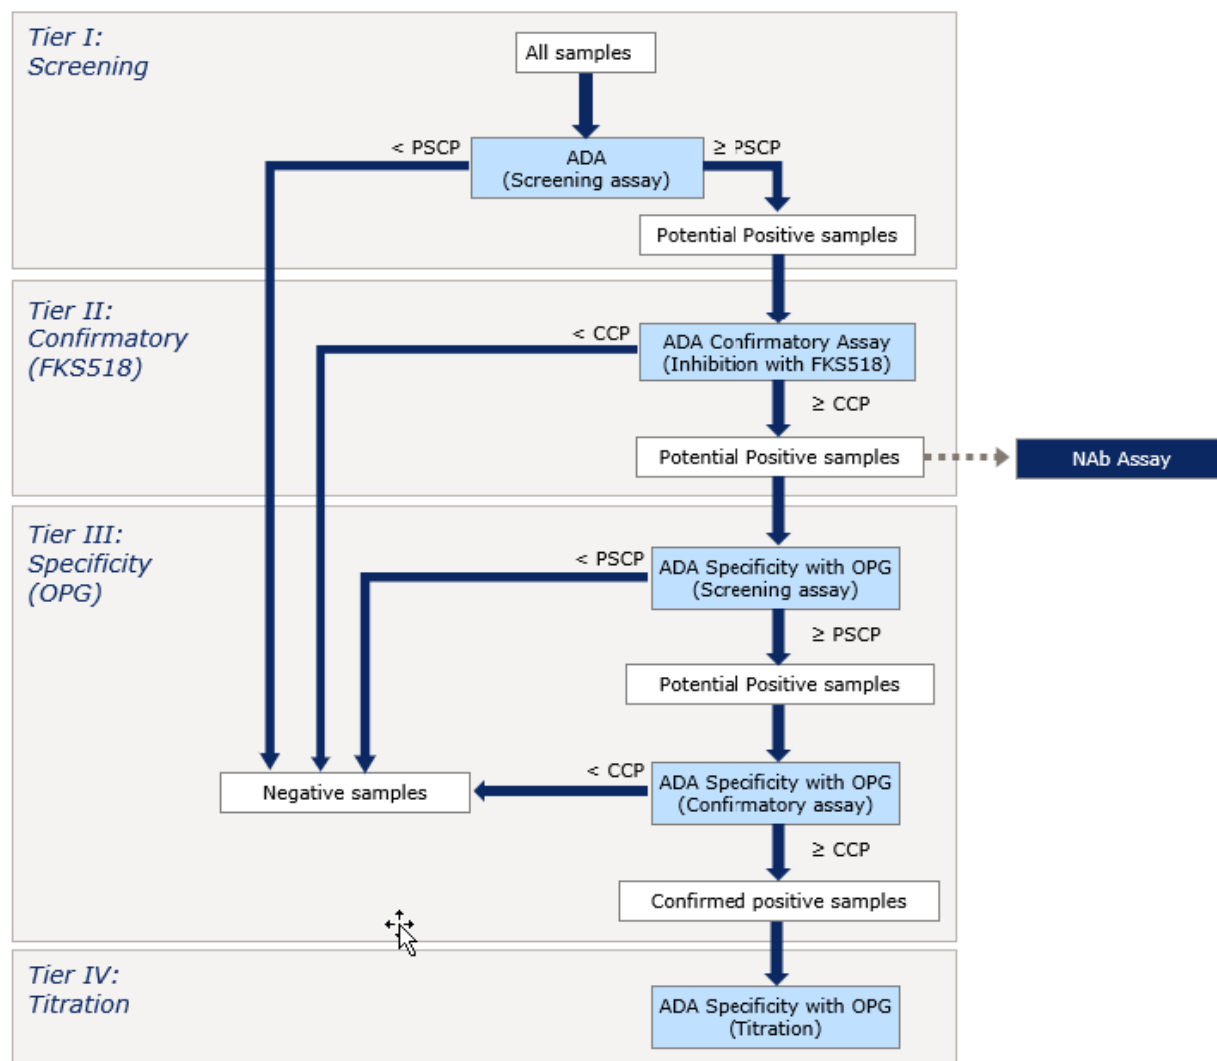 Tier I:
Screening
All samples
< PSCP
ADA
(Screening assay)
≥ PSCP
Potential Positive samples
Tier II:
Confirmatory
(FKS518)
< CCP
ADA Confirmatory Assay
(Inhibition with FKS518)
≥ CCP
Potential Positive samples
NAb Assay
Tier III:
Specificity
(OPG)
< PSCP
ADA Specificity with OPG
(Screening assay)
≥ PSCP
Potential Positive samples
< CCP
ADA Specificity with OPG
(Confirmatory assay)
Negative samples
≥ CCP
Confirmed positive samples
Tier IV:
Titration
ADA Specificity with OPG
(Titration)